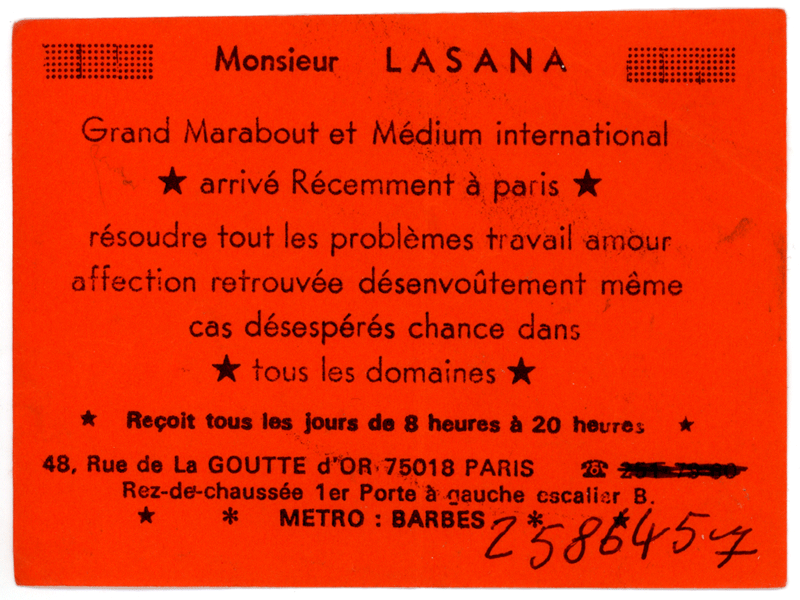 Monsieur LASANA
Grand Marabout et Médium international
★ arrivé Récemment à paris ★
résoudre tout les problèmes travail amour
affection retrouvée désenvoûtement même
cas désespérés chance dans
★ tous les domaines ★
★ Reçoit tous les jours de 8 heures à 20 heures ★
48, Rue de La GOUTTE d'OR 75018 PARIS ☎
Rez-de-chaussée 1er Porte à gauche escalier B.
★ * METRO : BARBES * ★
2586457